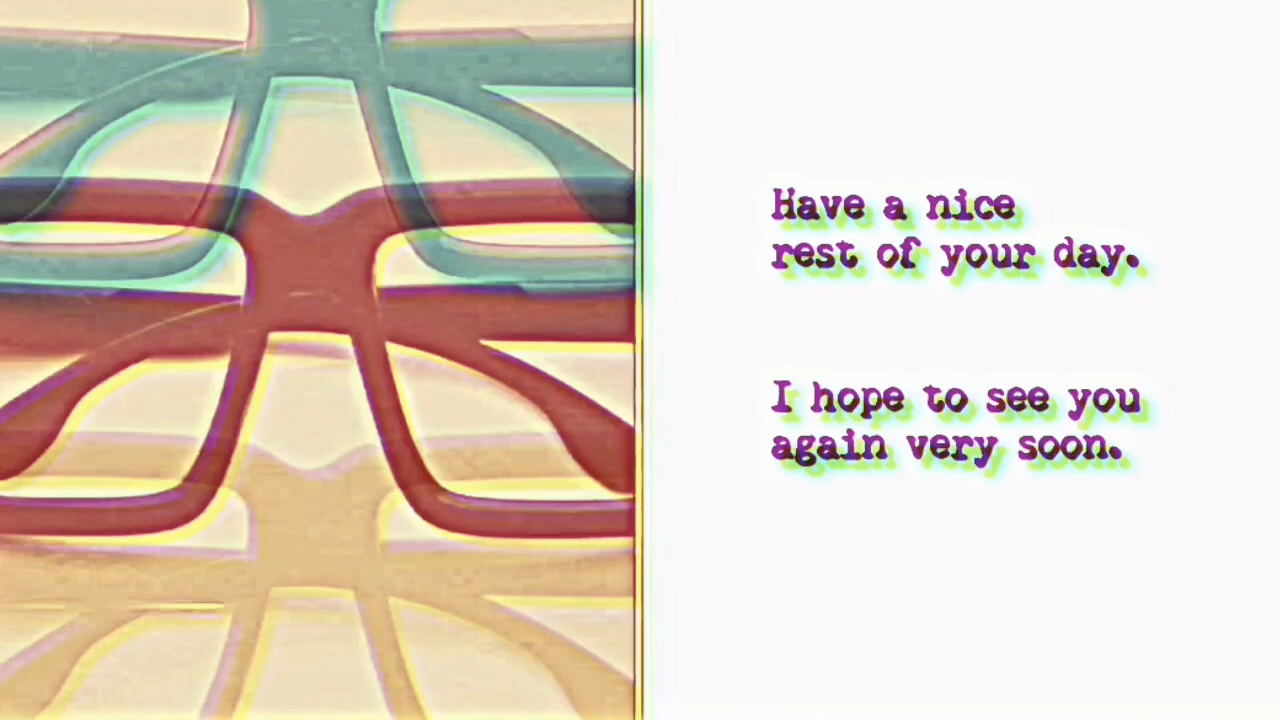 Have a nice
rest of your day.
I hope to see you
again very soon.